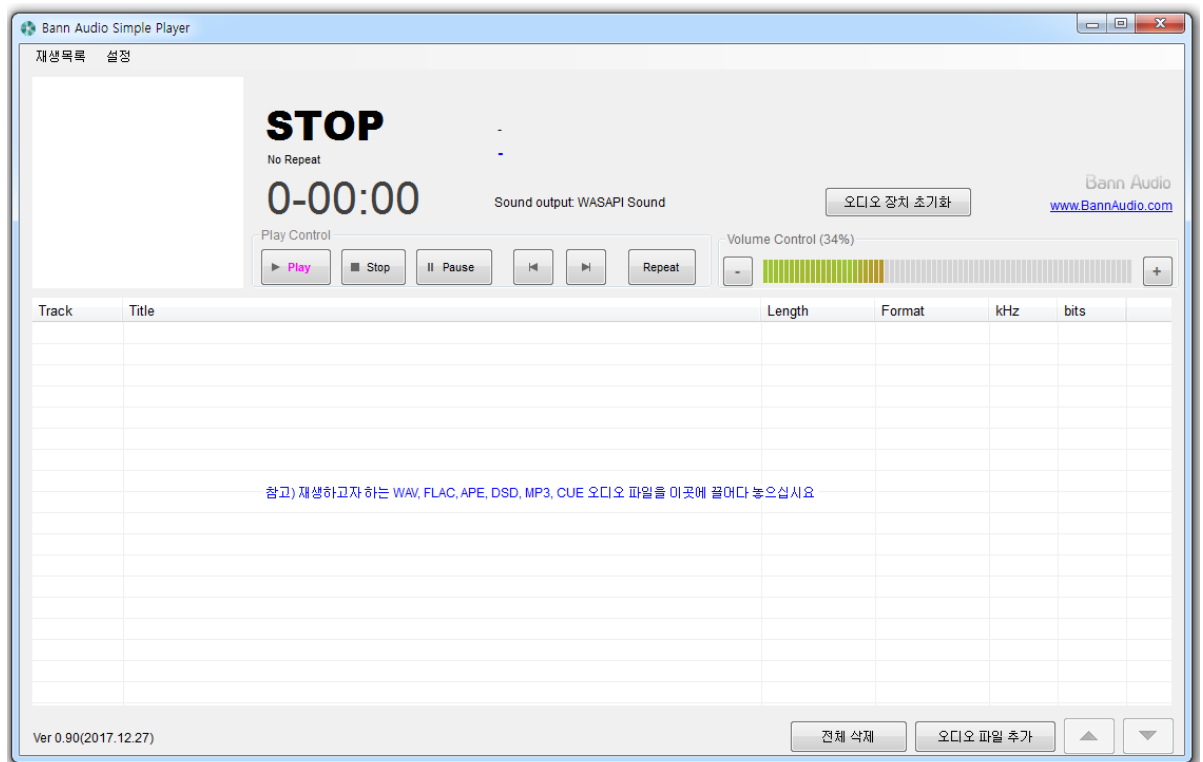 Bann Audio Simple Player
재생목록 설정
STOP
-
-
No Repeat
0-00:00
Sound output: WASAPI Sound
오디오 장치 초기화
Bann Audio
www.BannAudio.com
Play Control
Play Stop Pause Repeat
Volume Control (34%)
- +
Track Title Length Format kHz bits
참고) 재생하고자 하는 WAV, FLAC, APE, DSD, MP3, CUE 오디오 파일을 이곳에 끌어다 놓으십시요
Ver 0.90(2017.12.27)
전체 삭제 오디오 파일 추가